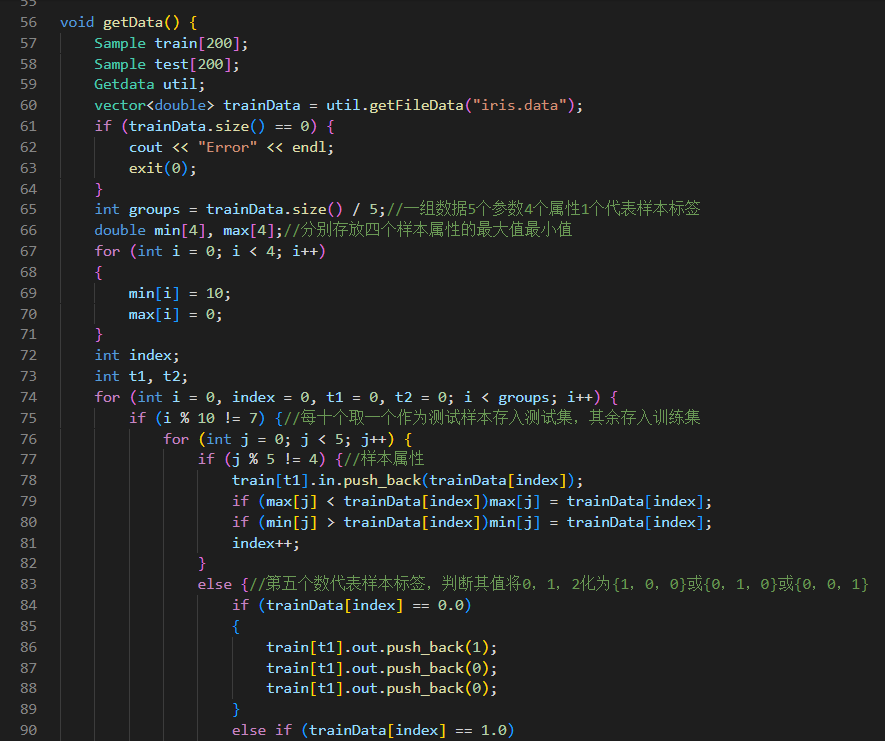 55
56 void getData() {
57 Sample train[200];
58 Sample test[200];
59 Getdata util;
60 vector<double> trainData = util.getFileData("iris.data");
61 if (trainData.size() == 0) {
62 cout << "Error" << endl;
63 exit(0);
64 }
65 int groups = trainData.size() / 5;//一组数据5个参数4个属性1个代表样本标签
66 double min[4], max[4];//分别存放四个样本属性的最大值最小值
67 for (int i = 0; i < 4; i++)
68 {
69 min[i] = 10;
70 max[i] = 0;
71 }
72 int index;
73 int t1, t2;
74 for (int i = 0, index = 0, t1 = 0, t2 = 0; i < groups; i++) {
75 if (i % 10 != 7) {//每十个取一个作为测试样本存入测试集，其余存入训练集
76 for (int j = 0; j < 5; j++) {
77 if (j % 5 != 4) {//样本属性
78 train[t1].in.push_back(trainData[index]);
79 if (max[j] < trainData[index])max[j] = trainData[index];
80 if (min[j] > trainData[index])min[j] = trainData[index];
81 index++;
82 }
83 else {//第五个数代表样本标签，判断其值将0，1，2化为{1，0，0}或{0，1，0}或{0，0，1}
84 if (trainData[index] == 0.0)
85 {
86 train[t1].out.push_back(1);
87 train[t1].out.push_back(0);
88 train[t1].out.push_back(0);
89 }
90 else if (trainData[index] == 1.0)